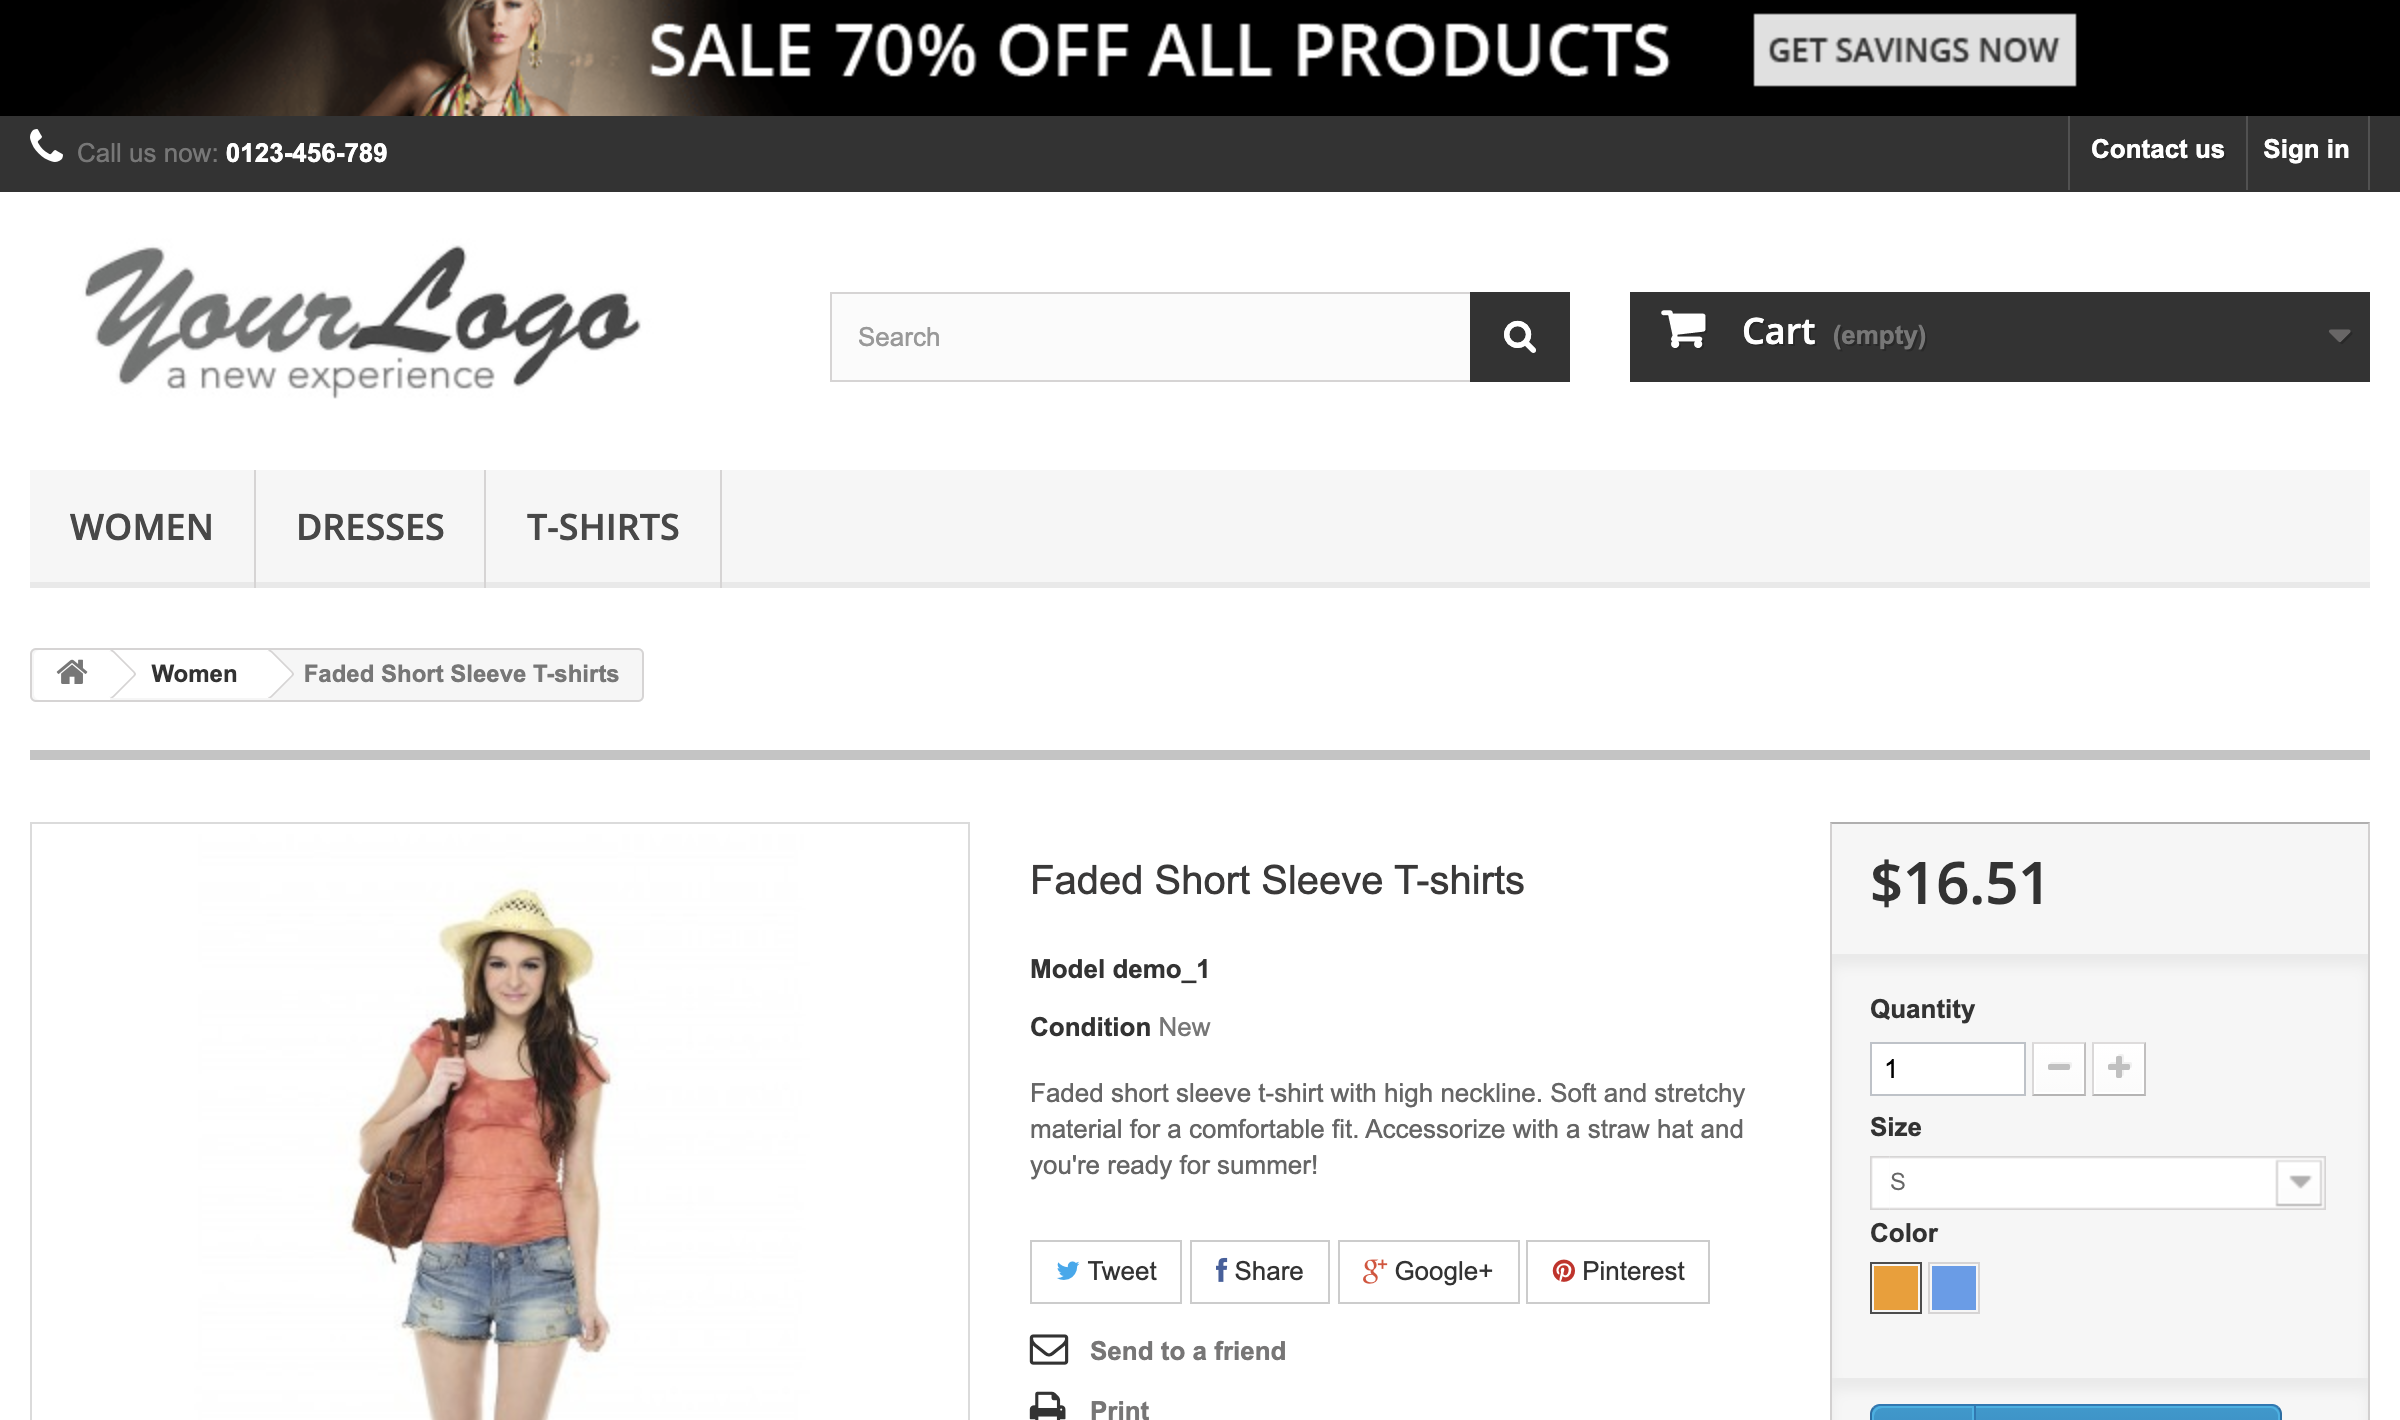 SALE 70% OFF ALL PRODUCTS
GET SAVINGS NOW
Call us now: 0123-456-789
Contact us
Sign in
YourLogo
a new experience
Search
Cart (empty)
WOMEN
DRESSES
T-SHIRTS
Women
Faded Short Sleeve T-shirts
Faded Short Sleeve T-shirts
Model demo_1
Condition New
Faded short sleeve t-shirt with high neckline. Soft and stretchy
material for a comfortable fit. Accessorize with a straw hat and
you're ready for summer!
Tweet
Share
Google+
Pinterest
Send to a friend
Print
$16.51
Quantity
1
Size
S
Color